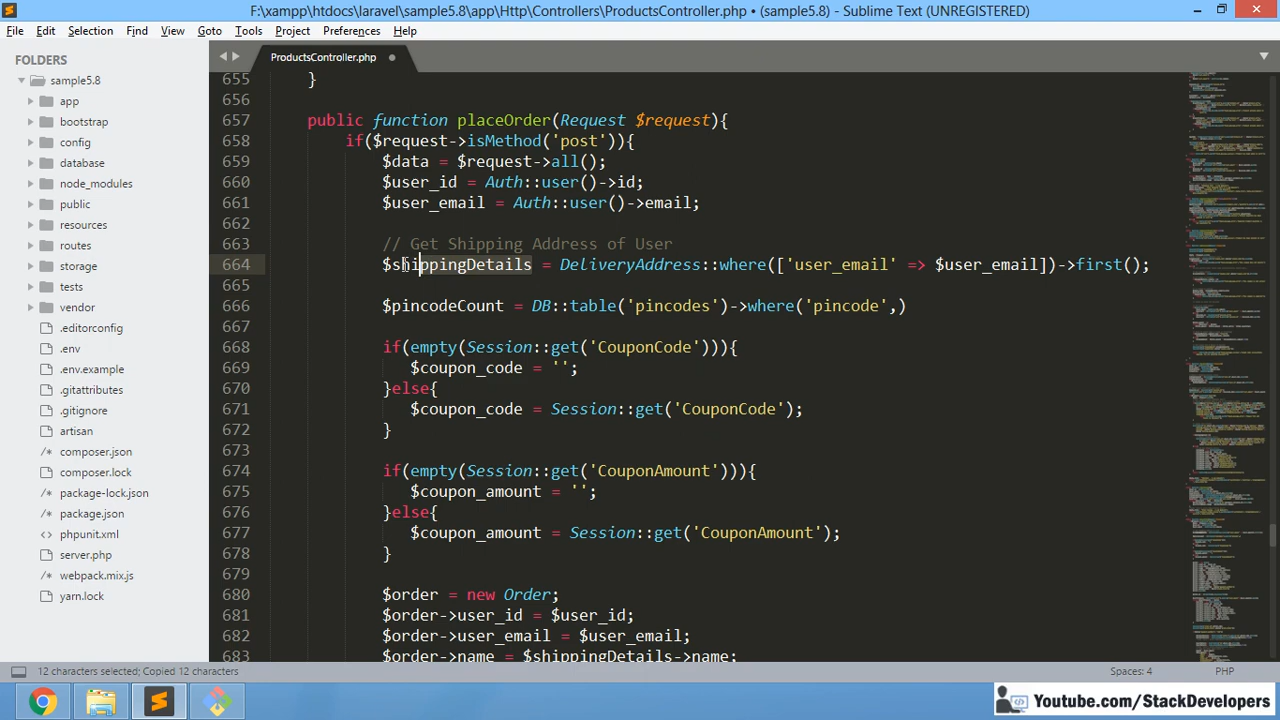 F:\xampp\htdocs\laravel\sample5.8\app\Http\Controllers\ProductsController.php • (sample5.8) - Sublime Text (UNREGISTERED)
File Edit Selection Find View Goto Tools Project Preferences Help
FOLDERS
sample5.8
app
bootstrap
config
database
node_modules
public
resources
routes
storage
tests
vendor
.editorconfig
.env
.env.example
.gitattributes
.gitignore
artisan
composer.json
composer.lock
package-lock.json
package.json
phpunit.xml
server.php
webpack.mix.js
yarn.lock
ProductsController.php
655 }
656
657 public function placeOrder(Request $request){
658 if($request->isMethod('post')){
659 $data = $request->all();
660 $user_id = Auth::user()->id;
661 $user_email = Auth::user()->email;
662
663 // Get Shipping Address of User
664 $shippingDetails = DeliveryAddress::where(['user_email' => $user_email])->first();
665
666 $pincodeCount = DB::table('pincodes')->where('pincode',)
667
668 if(empty(Session::get('CouponCode'))){
669 $coupon_code = '';
670 }else{
671 $coupon_code = Session::get('CouponCode');
672 }
673
674 if(empty(Session::get('CouponAmount'))){
675 $coupon_amount = '';
676 }else{
677 $coupon_amount = Session::get('CouponAmount');
678 }
679
680 $order = new Order;
681 $order->user_id = $user_id;
682 $order->user_email = $user_email;
683 $order->name = $shippingDetails->name;
12 characters selected; Copied 12 characters
Spaces: 4
PHP
Youtube.com/StackDevelopers